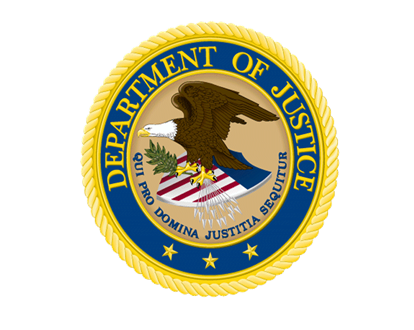 DEPARTMENT OF JUSTICE
QUI PRO DOMINA JUSTITIA SEQUITUR